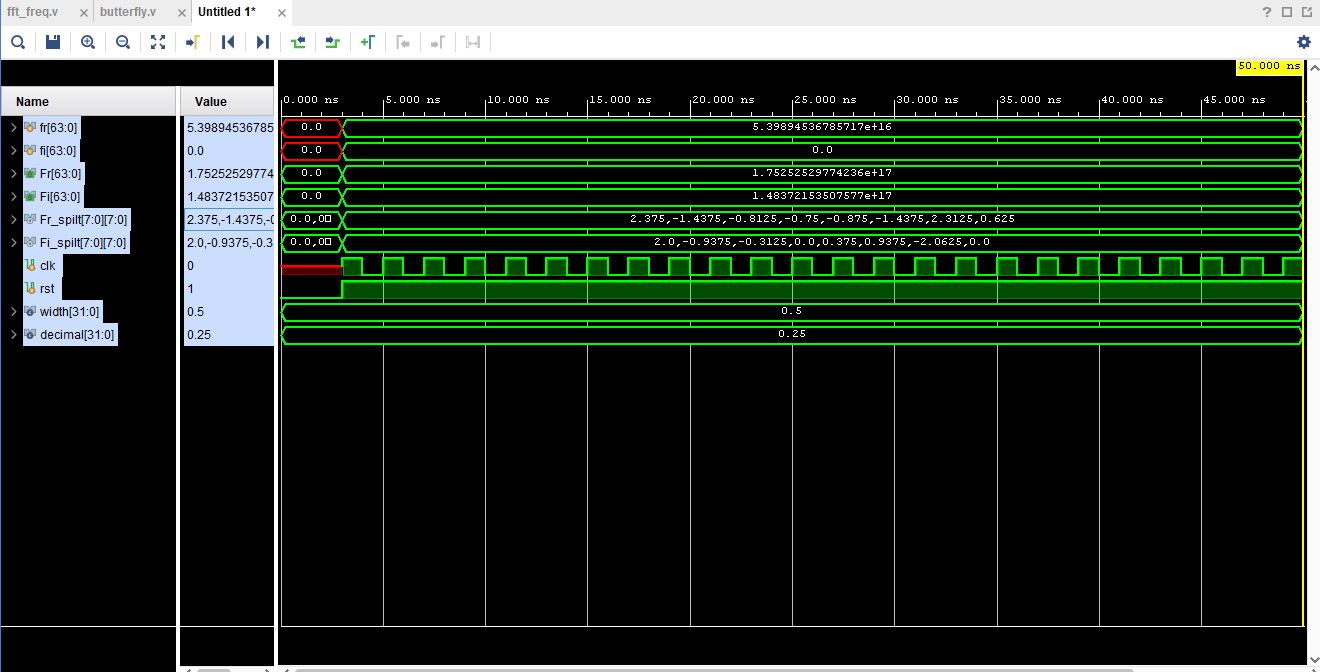 fft_freq.v butterfly.v Untitled 1*
50.000 ns
Name Value 0.000 ns 5.000 ns 10.000 ns 15.000 ns 20.000 ns 25.000 ns 30.000 ns 35.000 ns 40.000 ns 45.000 ns
fr[63:0] 5.39894536785 0.0 5.39894536785717e+16
fi[63:0] 0.0 0.0 0.0
Fr[63:0] 1.75252529774 0.0 1.75252529774236e+17
Fi[63:0] 1.48372153507 0.0 1.48372153507577e+17
Fr_spilt[7:0][7:0] 2.375,-1.4375,-0 0.0,0 2.375,-1.4375,-0.8125,-0.75,-0.875,-1.4375,2.3125,0.625
Fi_spilt[7:0][7:0] 2.0,-0.9375,-0.3 0.0,0 2.0,-0.9375,-0.3125,0.0,0.375,0.9375,-2.0625,0.0
clk 0
rst 1
width[31:0] 0.5 0.5
decimal[31:0] 0.25 0.25